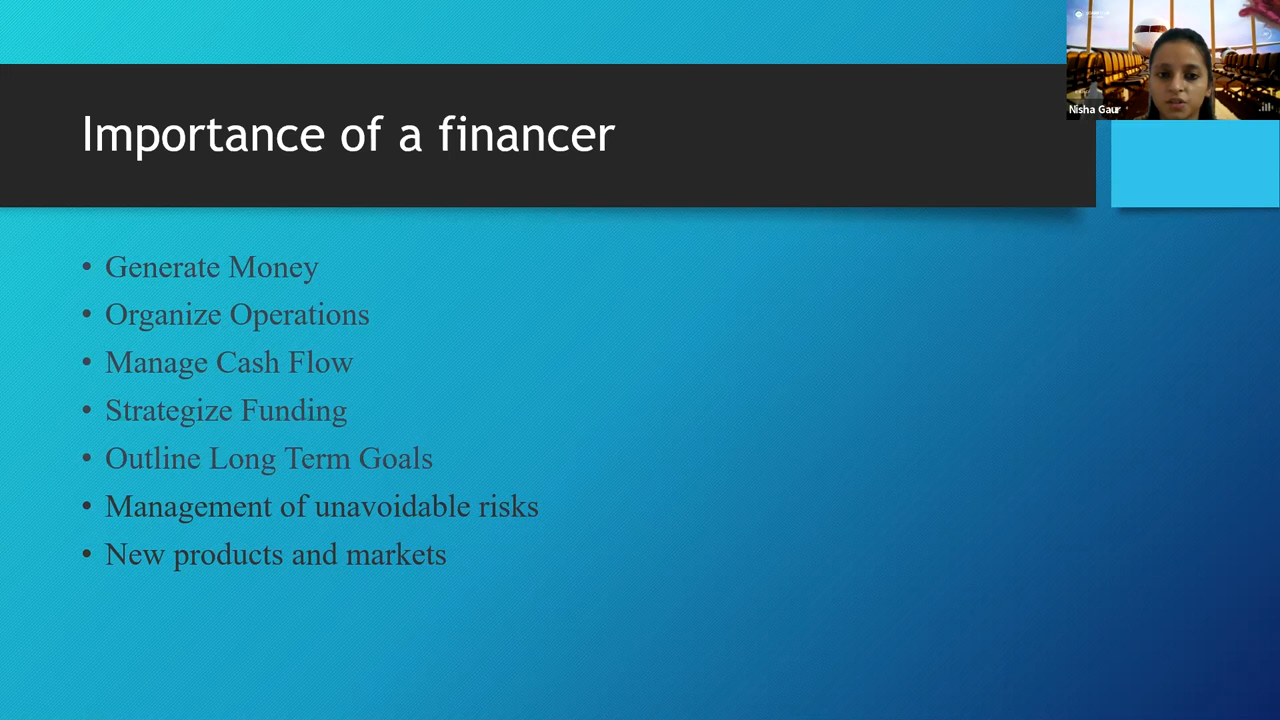 Importance of a financer
• Generate Money
• Organize Operations
• Manage Cash Flow
• Strategize Funding
• Outline Long Term Goals
• Management of unavoidable risks
• New products and markets
Nisha Gaur